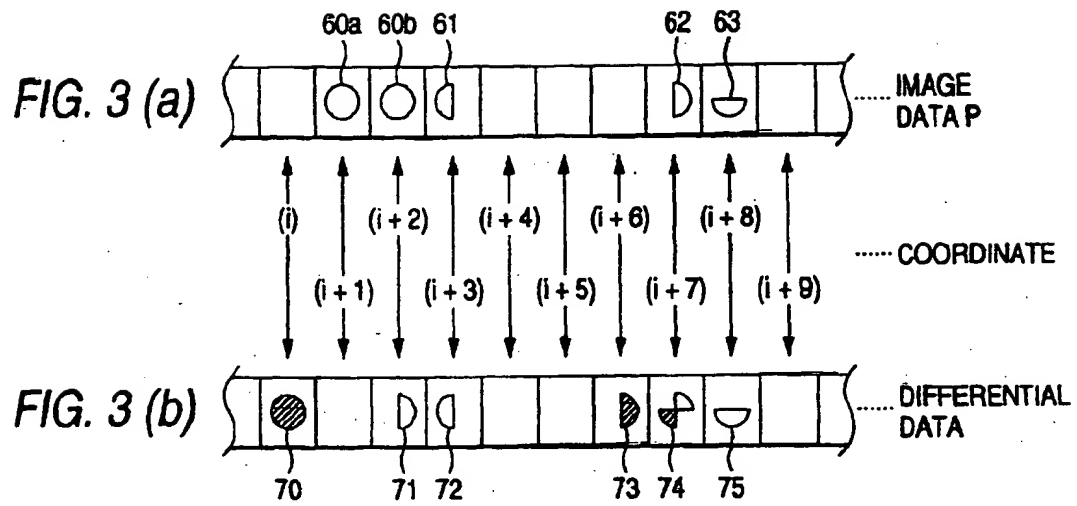 60a 60b 61 62 63
FIG. 3 (a)
...... IMAGE
DATA P
(i) (i + 2) (i + 4) (i + 6) (i + 8)
...... COORDINATE
(i + 1) (i + 3) (i + 5) (i + 7) (i + 9)
FIG. 3 (b)
...... DIFFERENTIAL
DATA
70 71 72 73 74 75